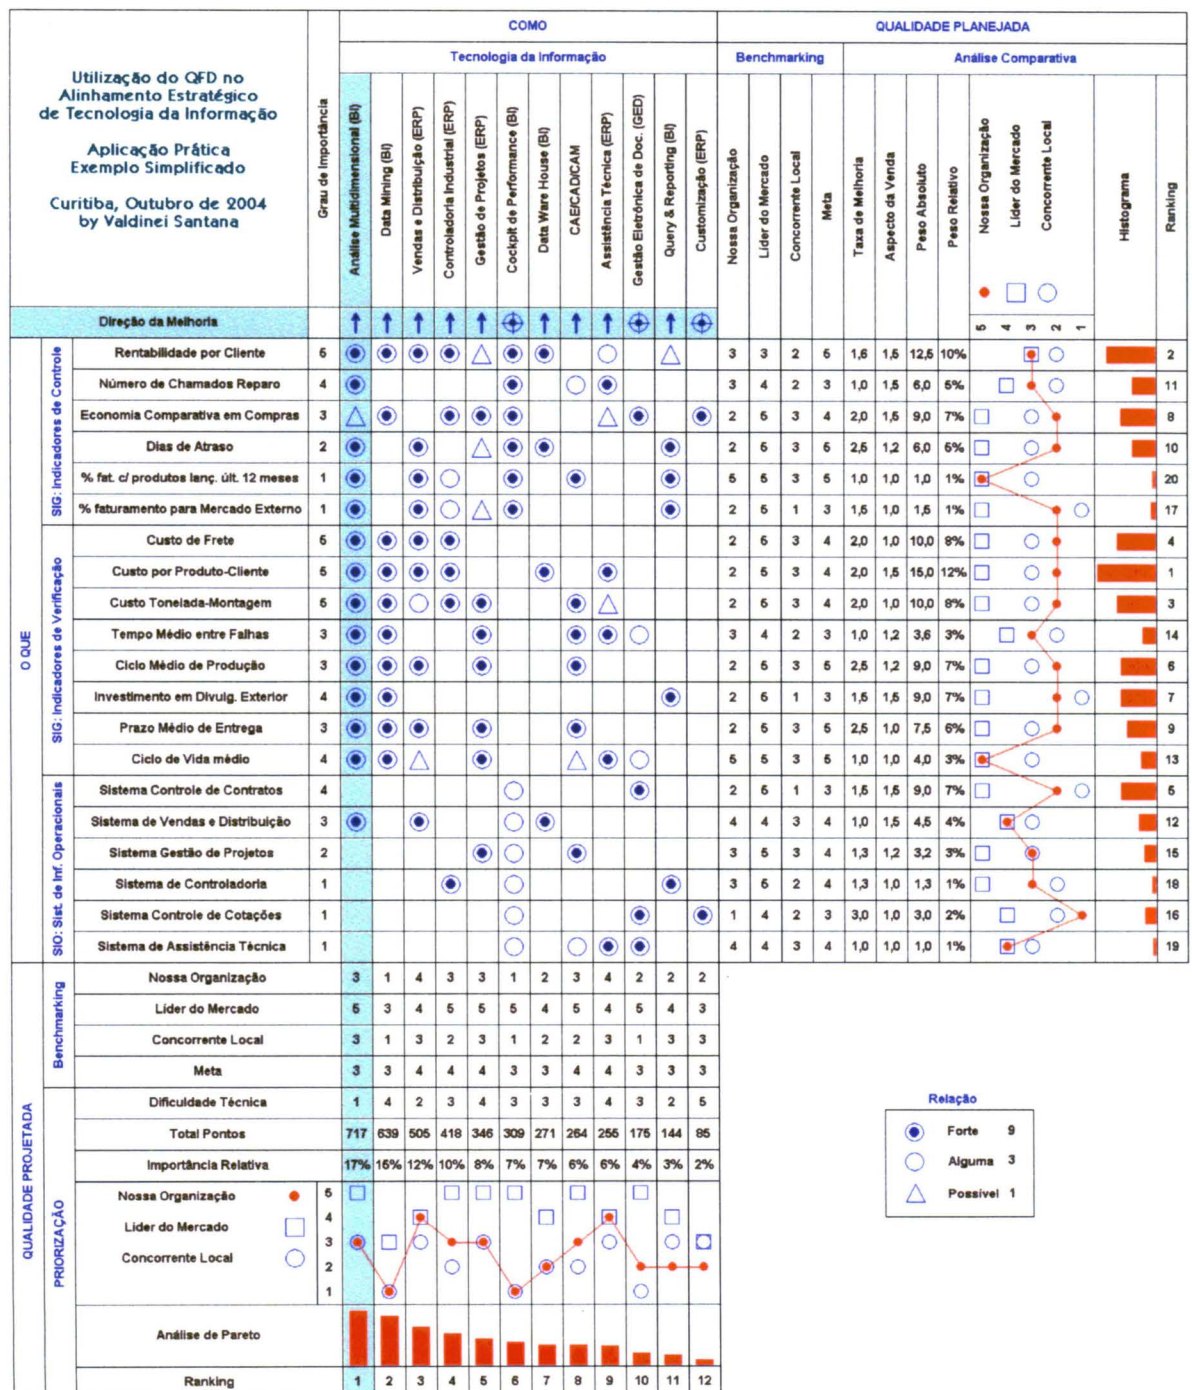 COMO
QUALIDADE PLANEJADA
Tecnologia da Informação
Benchmarking
Análise Comparativa
Utilização do QFD no
Alinhamento Estratégico
de Tecnologia da Informação
Aplicação Prática
Exemplo Simplificado
Curitiba, Outubro de 2004
by Valdinei Santana
Grau de Importância
Análise Multidimensional (BI)
Data Mining (BI)
Vendas e Distribuição (ERP)
Controladoria Industrial (ERP)
Gestão de Projetos (ERP)
Cockpit de Performance (BI)
Data Ware House (BI)
CAE/CAD/CAM
Assistência Técnica (ERP)
Gestão Eletrônica de Doc. (GED)
Query & Reporting (BI)
Customização (ERP)
Nossa Organização
Líder do Mercado
Concorrente Local
Meta
Taxa de Melhoria
Aspecto da Venda
Peso Absoluto
Peso Relativo
Nossa Organização
Líder do Mercado
Concorrente Local
Histograma
Ranking
Direção da Melhoria
5 4 3 2 1
O QUE
SIG: Indicadores de Controle
Rentabilidade por Cliente 5 3 3 2 5 1,6 1,5 12,5 10% 2
Número de Chamados Reparo 4 3 4 2 3 1,0 1,5 6,0 5% 11
Economia Comparativa em Compras 3 2 5 3 4 2,0 1,5 9,0 7% 8
Dias de Atraso 2 2 5 3 5 2,5 1,2 6,0 5% 10
% fat. c/ produtos lanç. últ. 12 meses 1 5 5 3 5 1,0 1,0 1,0 1% 20
% faturamento para Mercado Externo 1 2 5 1 3 1,5 1,0 1,5 1% 17
SIG: Indicadores de Verificação
Custo de Frete 5 2 5 3 4 2,0 1,0 10,0 8% 4
Custo por Produto-Cliente 5 2 5 3 4 2,0 1,5 15,0 12% 1
Custo Tonelada-Montagem 5 2 5 3 4 2,0 1,0 10,0 8% 3
Tempo Médio entre Falhas 3 3 4 2 3 1,0 1,2 3,6 3% 14
Ciclo Médio de Produção 3 2 5 3 5 2,5 1,2 9,0 7% 6
Investimento em Divulg. Exterior 4 2 5 1 3 1,5 1,5 9,0 7% 7
Prazo Médio de Entrega 3 2 5 3 5 2,5 1,0 7,5 6% 9
Ciclo de Vida médio 4 5 5 3 5 1,0 1,0 4,0 3% 13
SIO: Sist. de Inf. Operacionais
Sistema Controle de Contratos 4 2 5 1 3 1,5 1,5 9,0 7% 5
Sistema de Vendas e Distribuição 3 4 4 3 4 1,0 1,5 4,5 4% 12
Sistema Gestão de Projetos 2 3 5 3 4 1,3 1,2 3,2 3% 15
Sistema de Controladoria 1 3 5 2 4 1,3 1,0 1,3 1% 18
Sistema Controle de Cotações 1 1 4 2 3 3,0 1,0 3,0 2% 16
Sistema de Assistência Técnica 1 4 4 3 4 1,0 1,0 1,0 1% 19
QUALIDADE PROJETADA
Benchmarking
Nossa Organização 3 1 4 3 3 1 2 3 4 2 2 2
Líder do Mercado 5 3 4 5 5 5 4 5 4 5 4 3
Concorrente Local 3 1 3 2 3 1 2 2 3 1 3 3
Meta 3 3 4 4 4 3 3 4 4 3 3 3
PRIORIZAÇÃO
Dificuldade Técnica 1 4 2 3 4 3 3 3 4 3 2 5
Total Pontos 717 639 505 418 346 309 271 264 255 175 144 85
Importância Relativa 17% 15% 12% 10% 8% 7% 7% 6% 6% 4% 3% 2%
Nossa Organização
Líder do Mercado
Concorrente Local
5
4
3
2
1
Análise de Pareto
Ranking 1 2 3 4 5 6 7 8 9 10 11 12
Relação
Forte 9
Alguma 3
Possivel 1